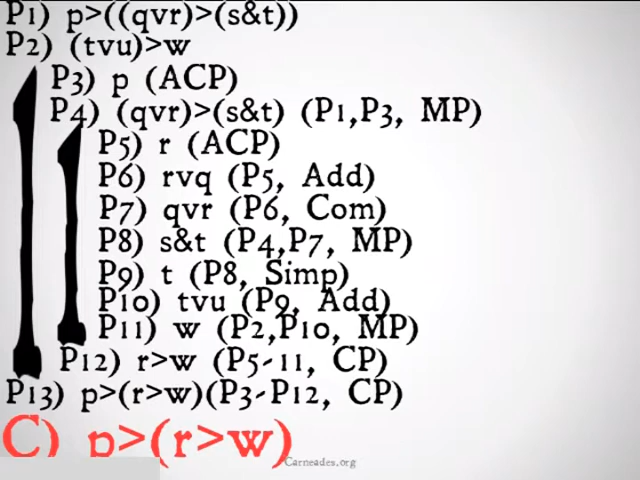 P1) p>((qvr)>(s&t))
P2) (tvu)>w
P3) p (ACP)
P4) (qvr)>(s&t) (P1,P3, MP)
P5) r (ACP)
P6) rvq (P5, Add)
P7) qvr (P6, Com)
P8) s&t (P4,P7, MP)
P9) t (P8, Simp)
P10) tvu (P9, Add)
P11) w (P2,P10, MP)
P12) r>w (P5-11, CP)
P13) p>(r>w)(P3-P12, CP)
C) p>(r>w)
Carneades.org